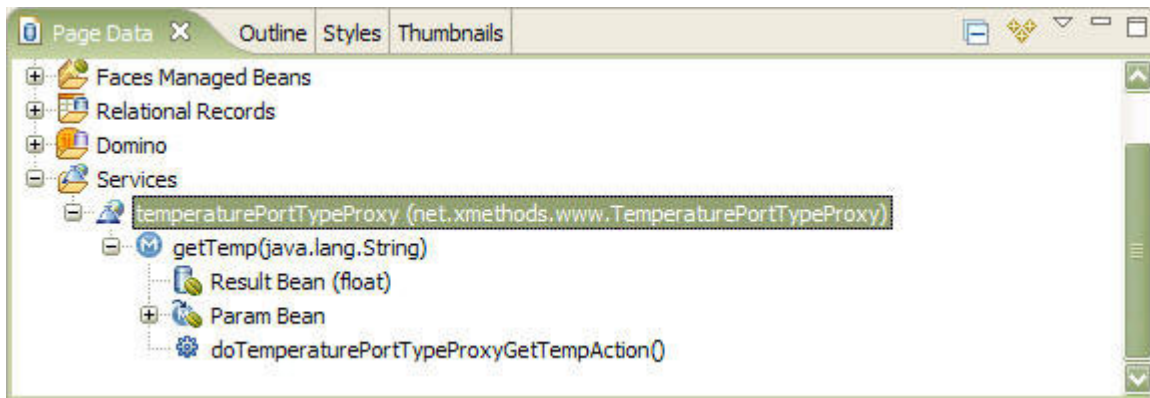 Page Data Outline Styles Thumbnails
Faces Managed Beans
Relational Records
Domino
Services
temperaturePortTypeProxy (net.xmethods.www.TemperaturePortTypeProxy)
getTemp(java.lang.String)
Result Bean (float)
Param Bean
doTemperaturePortTypeProxyGetTempAction()